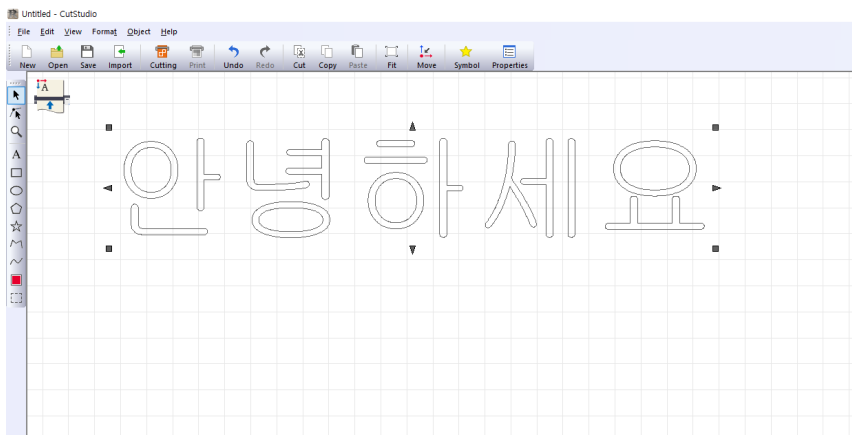 Untitled - CutStudio
File Edit View Format Object Help
New Open Save Import Cutting Print Undo Redo Cut Copy Paste Fit Move Symbol Properties
A
A
안녕하세요